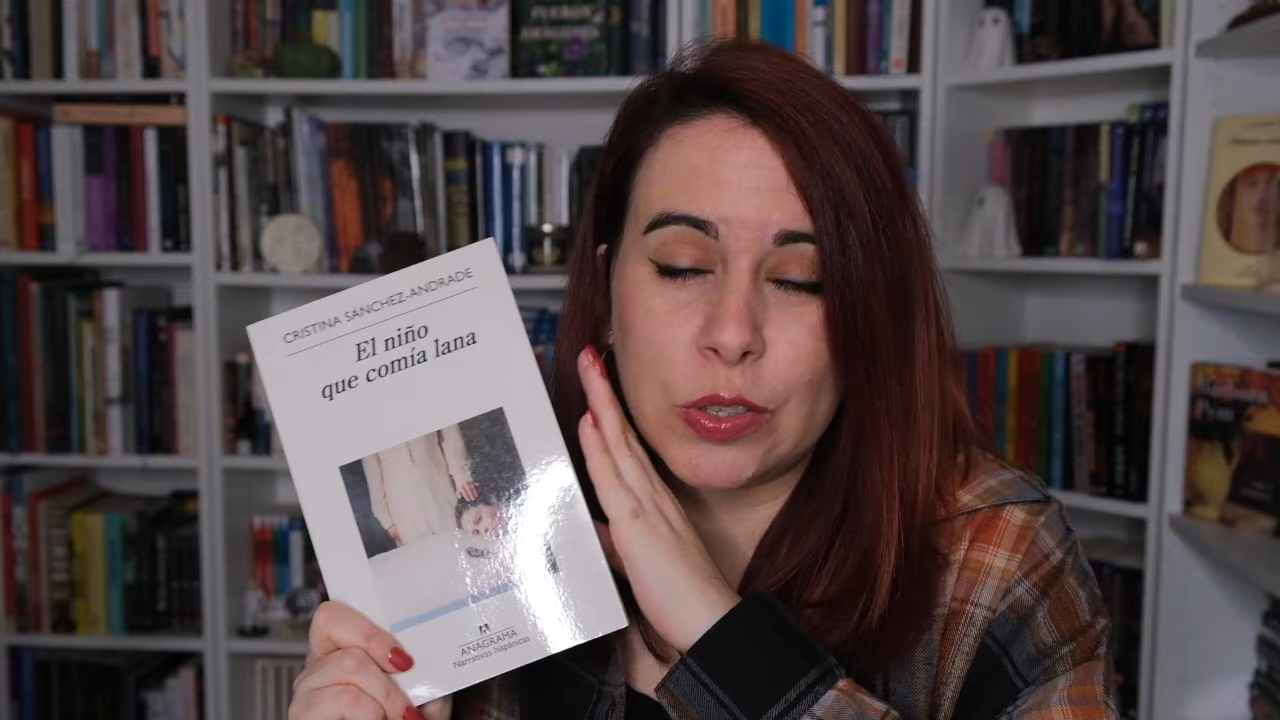 CRISTINA SÁNCHEZ-ANDRADE
El niño
que comía lana
ANAGRAMA
Narrativas hispánicas